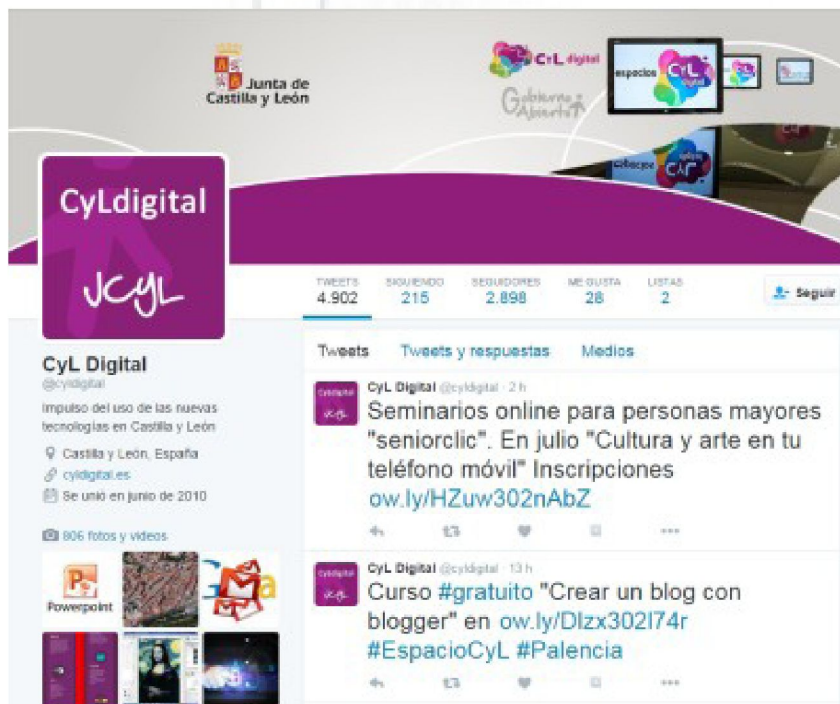 Junta de
Castilla y León
CyL digital
Gobierno
Abierto
espacios CyL
digital
CyLdigital
JCYL
TWEETS SIGUIENDO SEGUIDORES ME GUSTA LISTAS
4.902 215 2.898 28 2
Seguir
CyL Digital
@cyldigital
Impulso del uso de las nuevas
tecnologías en Castilla y León
Castilla y León, España
cyldigital.es
Se unió en junio de 2010
806 fotos y vídeos
Powerpoint
Tweets Tweets y respuestas Medios
CyL Digital @cyldigital · 2 h
Seminarios online para personas mayores
"seniorclic". En julio "Cultura y arte en tu
teléfono móvil" Inscripciones
ow.ly/HZuw302nAbZ
CyL Digital @cyldigital · 13 h
Curso #gratuito "Crear un blog con
blogger" en ow.ly/DIzx302l74r
#EspacioCyL #Palencia